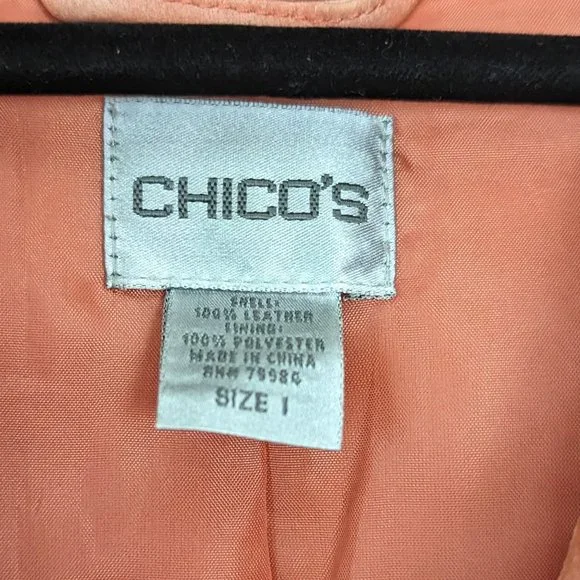 CHICO'S
SHELL:
100% LEATHER
LINING:
100% POLYESTER
MADE IN CHINA
RN# 79984
SIZE 1